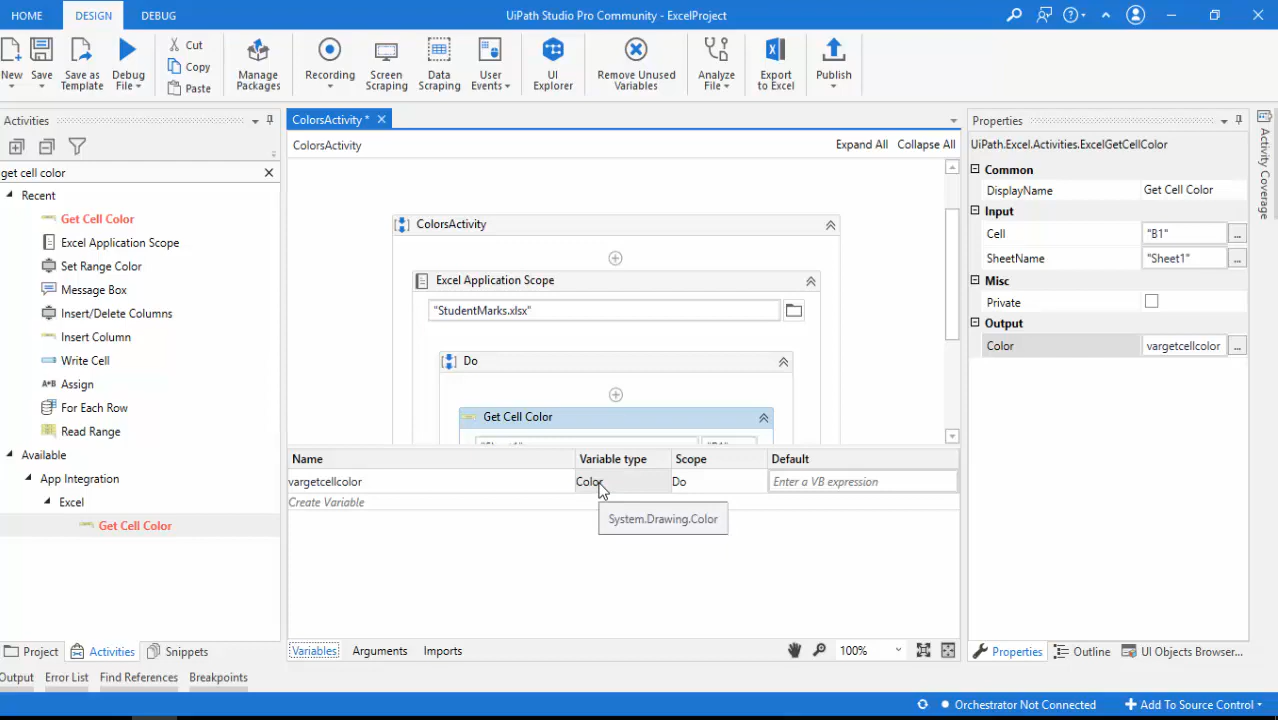 HOME DESIGN DEBUG UiPath Studio Pro Community - ExcelProject
New Save Save as Template Debug File Cut Copy Paste Manage Packages Recording Screen Scraping Data Scraping User Events UI Explorer Remove Unused Variables Analyze File Export to Excel Publish
Activities
get cell color
Recent
Get Cell Color
Excel Application Scope
Set Range Color
Message Box
Insert/Delete Columns
Insert Column
Write Cell
A+B Assign
For Each Row
Read Range
Available
App Integration
Excel
Get Cell Color
Project Activities Snippets
ColorsActivity *
ColorsActivity Expand All Collapse All
ColorsActivity
Excel Application Scope
"StudentMarks.xlsx"
Do
Get Cell Color
Name Variable type Scope Default
vargetcellcolor Color Do Enter a VB expression
Create Variable
System.Drawing.Color
Variables Arguments Imports 100%
Properties
UiPath.Excel.Activities.ExcelGetCellColor
Common
DisplayName Get Cell Color
Input
Cell "B1" ...
SheetName "Sheet1" ...
Misc
Private
Output
Color vargetcellcolor ...
Properties Outline UI Objects Browser...
Activity Coverage
Output Error List Find References Breakpoints
Orchestrator Not Connected Add To Source Control